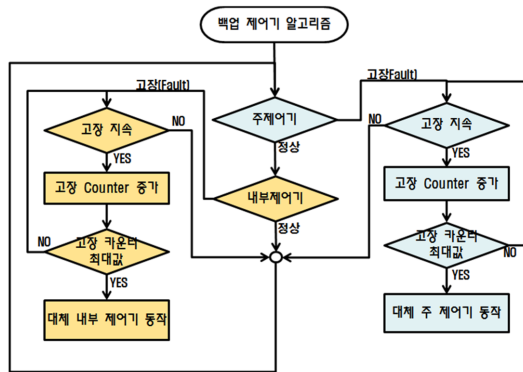 백업 제어기 알고리즘
고장(Fault)
고장Fault)
주제어기
정상
내부제어기
정상
고장 지속
NO
YES
고장 Counter 증가
고장 카운터
최대값
NO
YES
대체 내부 제어기 동작
고장 지속
NO
YES
고장 Counter 증가
고장 카운터
최대값
NO
YES
대체 주 제어기 동작